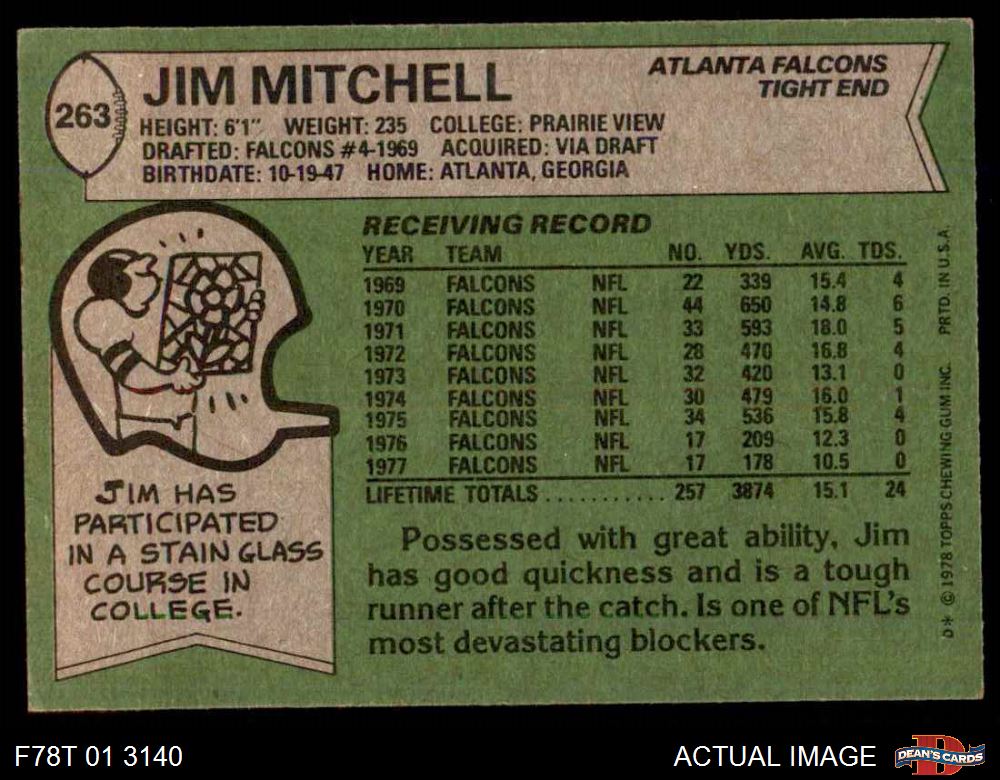 263
JIM MITCHELL
ATLANTA FALCONS
TIGHT END
HEIGHT: 6'1" WEIGHT: 235 COLLEGE: PRAIRIE VIEW
DRAFTED: FALCONS #4-1969 ACQUIRED: VIA DRAFT
BIRTHDATE: 10-19-47 HOME: ATLANTA, GEORGIA
RECEIVING RECORD
YEAR TEAM NO. YDS. AVG. TDS.
1969 FALCONS NFL 22 339 15.4 4
1970 FALCONS NFL 44 650 14.8 6
1971 FALCONS NFL 33 593 18.0 5
1972 FALCONS NFL 28 470 16.8 4
1973 FALCONS NFL 32 420 13.1 0
1974 FALCONS NFL 30 479 16.0 1
1975 FALCONS NFL 34 536 15.8 4
1976 FALCONS NFL 17 209 12.3 0
1977 FALCONS NFL 17 178 10.5 0
LIFETIME TOTALS ........... 257 3874 15.1 24
JIM HAS
PARTICIPATED
IN A STAIN GLASS
COURSE IN
COLLEGE.
Possessed with great ability, Jim
has good quickness and is a tough
runner after the catch. Is one of NFL's
most devastating blockers.
D* © 1978 TOPPS CHEWING GUM INC. PRTD. IN U.S.A.
F78T 01 3140
ACTUAL IMAGE
DEAN'S CARDS